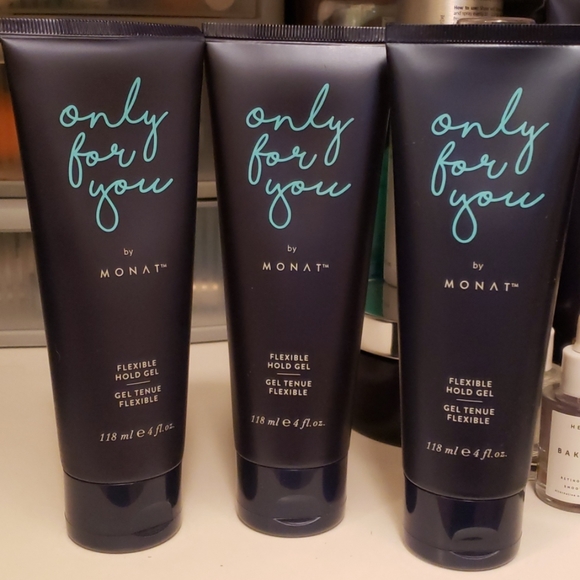 only
for
you
by
MONAT™
FLEXIBLE
HOLD GEL
GEL TENUE
FLEXIBLE
118 ml e 4 fl.oz.
only
for
you
by
MONAT™
FLEXIBLE
HOLD GEL
GEL TENUE
FLEXIBLE
118 ml e 4 fl.oz.
only
for
you
by
MONAT™
FLEXIBLE
HOLD GEL
GEL TENUE
FLEXIBLE
118 ml e 4 fl.oz.